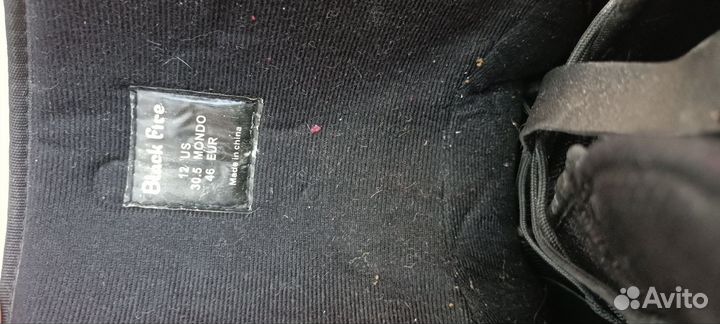 Black fire
12 US
30.5 MONDO
46 EUR
Made in china
Avito